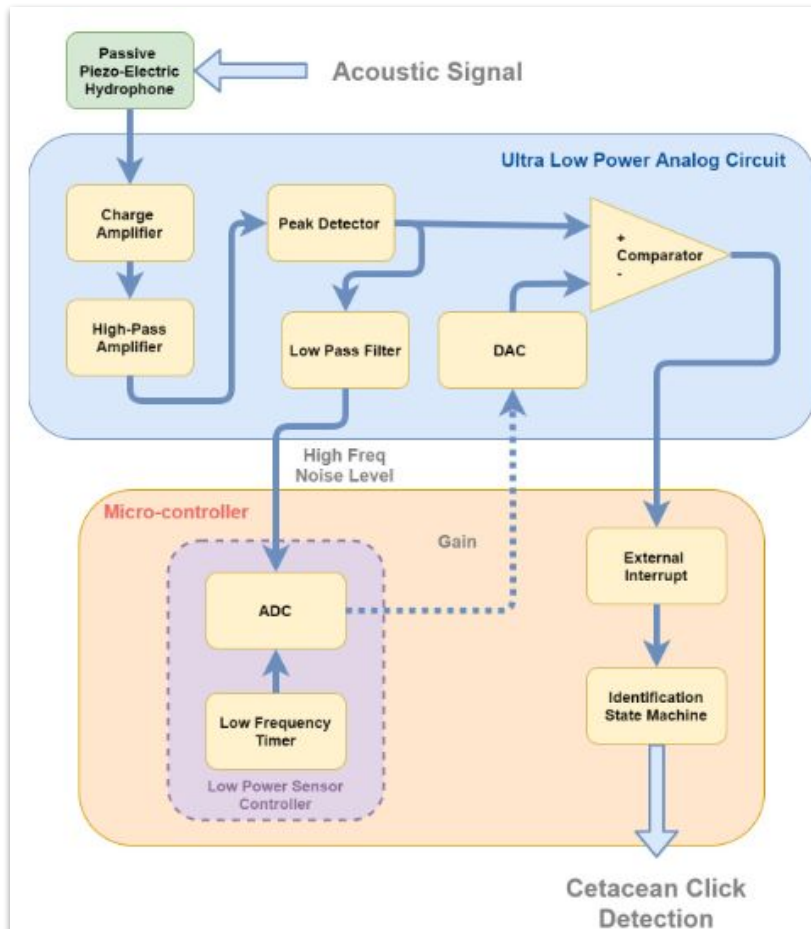 Passive
Piezo-Electric
Hydrophone
Acoustic Signal
Ultra Low Power Analog Circuit
Charge
Amplifier
Peak Detector
+
Comparator
-
High-Pass
Amplifier
Low Pass Filter
DAC
High Freq
Noise Level
Micro-controller
Gain
External
Interrupt
ADC
Identification
State Machine
Low Frequency
Timer
Low Power Sensor
Controller
Cetacean Click
Detection